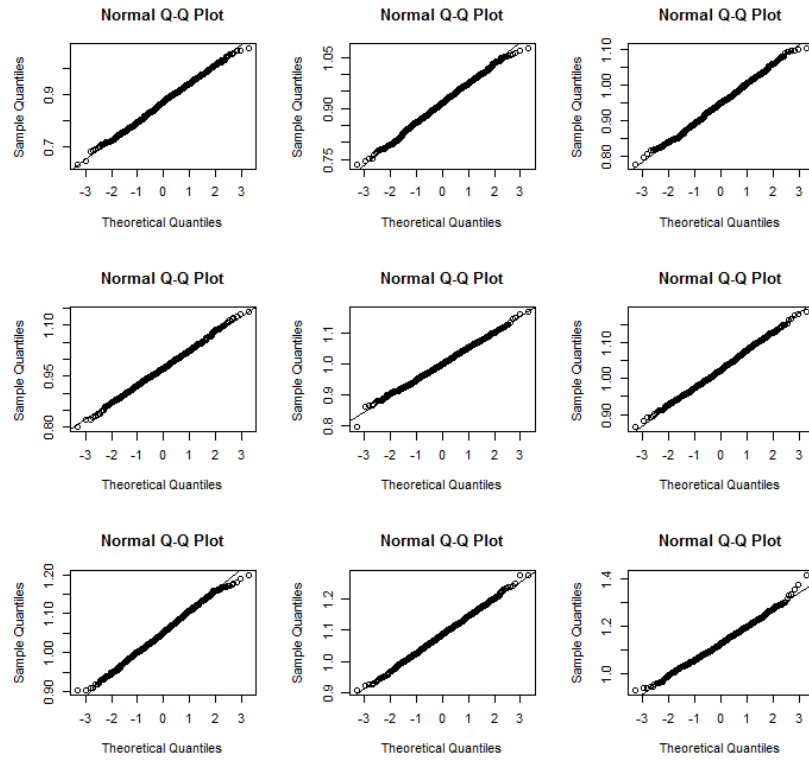 Normal Q-Q Plot
Sample Quantiles
0.7 0.9
-3 -2 -1 0 1 2 3
Theoretical Quantiles
Normal Q-Q Plot
Sample Quantiles
0.75 0.90 1.05
-3 -2 -1 0 1 2 3
Theoretical Quantiles
Normal Q-Q Plot
Sample Quantiles
0.80 0.90 1.00 1.10
-3 -2 -1 0 1 2 3
Theoretical Quantiles
Normal Q-Q Plot
Sample Quantiles
0.80 0.95 1.10
-3 -2 -1 0 1 2 3
Theoretical Quantiles
Normal Q-Q Plot
Sample Quantiles
0.8 0.9 1.0 1.1
-3 -2 -1 0 1 2 3
Theoretical Quantiles
Normal Q-Q Plot
Sample Quantiles
0.90 1.00 1.10
-3 -2 -1 0 1 2 3
Theoretical Quantiles
Normal Q-Q Plot
Sample Quantiles
0.90 1.00 1.10 1.20
-3 -2 -1 0 1 2 3
Theoretical Quantiles
Normal Q-Q Plot
Sample Quantiles
0.9 1.0 1.1 1.2
-3 -2 -1 0 1 2 3
Theoretical Quantiles
Normal Q-Q Plot
Sample Quantiles
1.0 1.2 1.4
-3 -2 -1 0 1 2 3
Theoretical Quantiles